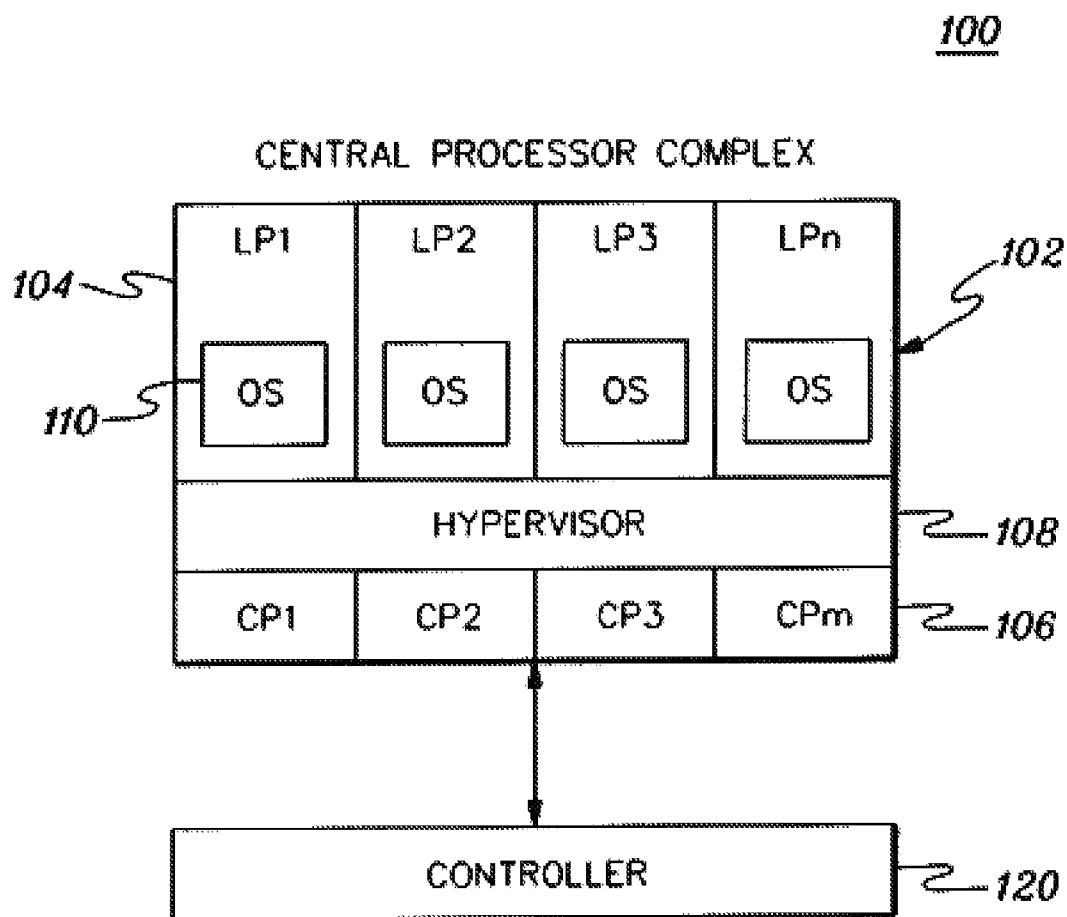 100
CENTRAL PROCESSOR COMPLEX
LP1 LP2 LP3 LPn
102
104
OS OS OS OS
110
HYPERVISOR
108
CP1 CP2 CP3 CPm
106
CONTROLLER
120